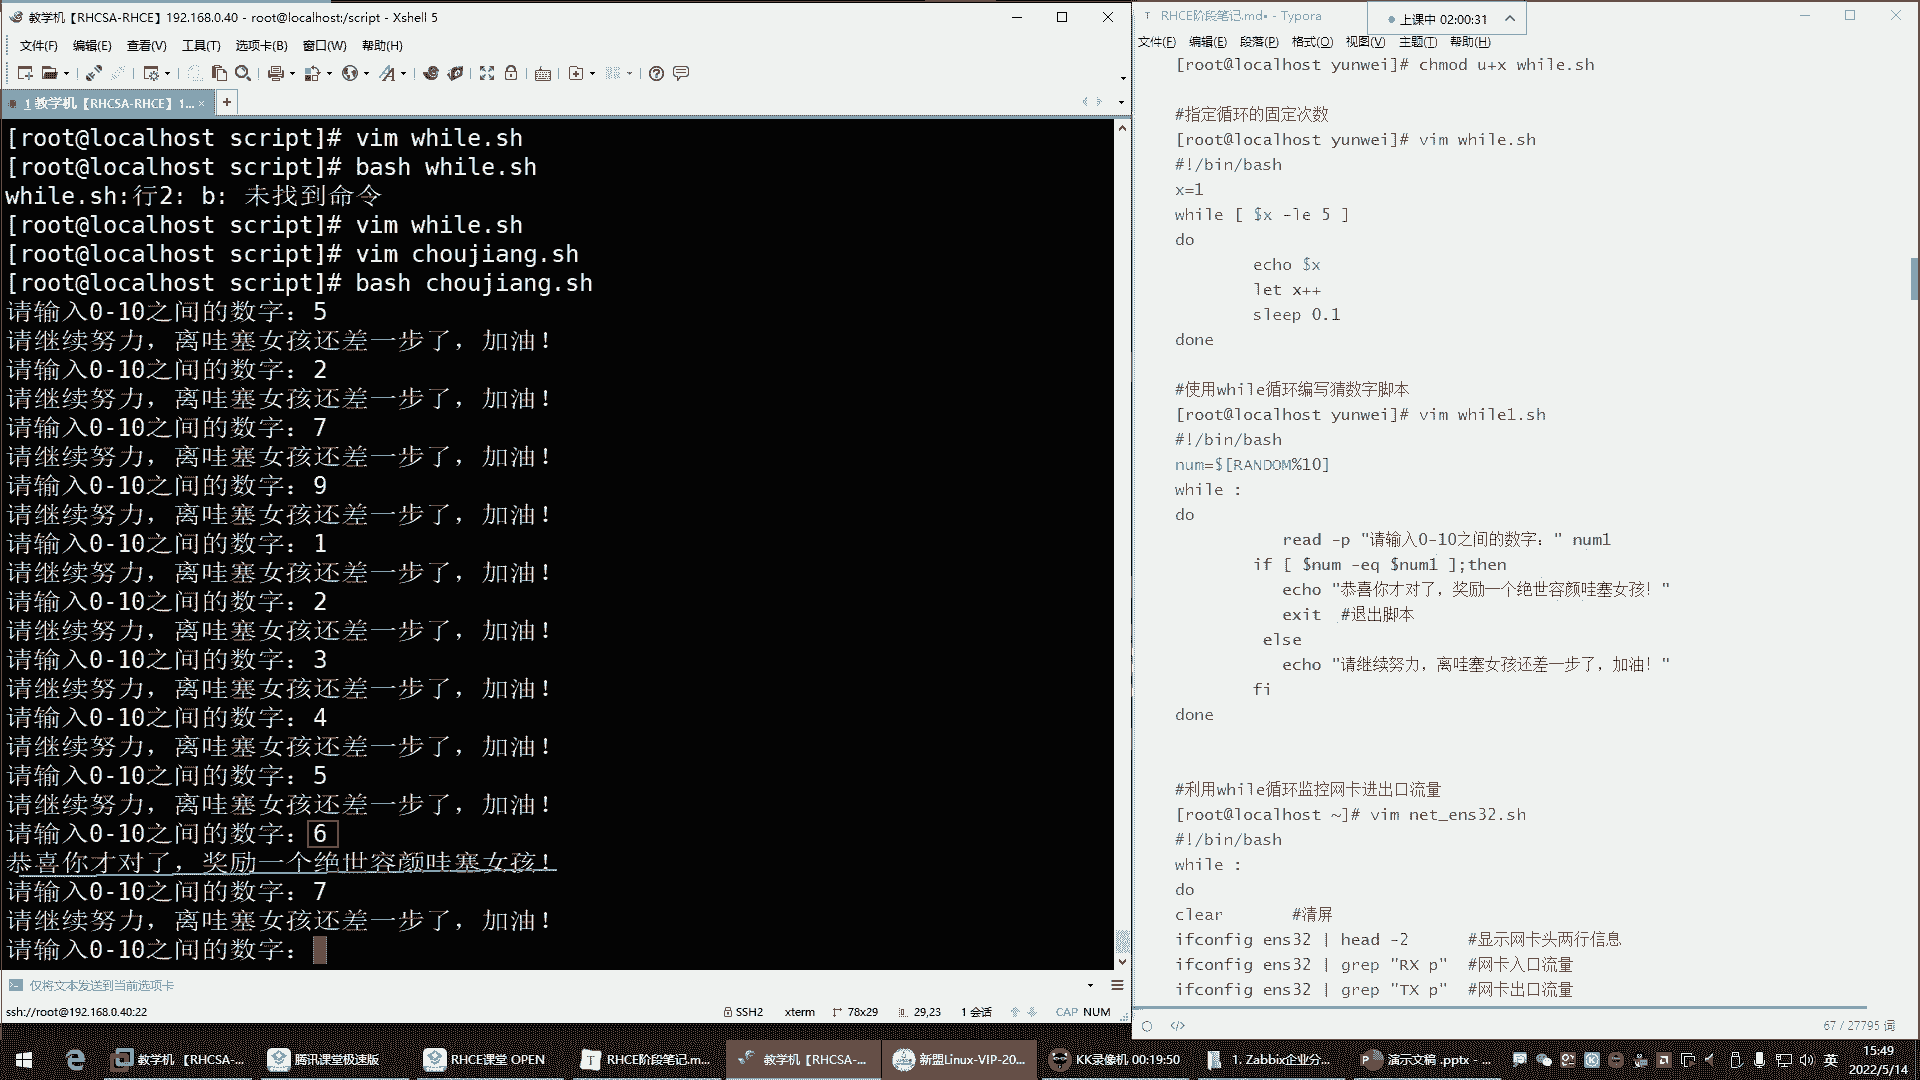 教学机【RHCSA-RHCE】192.168.0.40 - root@localhost:/script - Xshell 5
文件(F) 编辑(E) 查看(V) 工具(T) 选项卡(B) 窗口(W) 帮助(H)
1 教学机【RHCSA-RHCE】1...
[root@localhost script]# vim while.sh
[root@localhost script]# bash while.sh
while.sh:行2: b: 未找到命令
[root@localhost script]# vim while.sh
[root@localhost script]# vim choujiang.sh
[root@localhost script]# bash choujiang.sh
请输入0-10之间的数字：5
请继续努力，离哇塞女孩还差一步了，加油！
请输入0-10之间的数字：2
请继续努力，离哇塞女孩还差一步了，加油！
请输入0-10之间的数字：7
请继续努力，离哇塞女孩还差一步了，加油！
请输入0-10之间的数字：9
请继续努力，离哇塞女孩还差一步了，加油！
请输入0-10之间的数字：1
请继续努力，离哇塞女孩还差一步了，加油！
请输入0-10之间的数字：2
请继续努力，离哇塞女孩还差一步了，加油！
请输入0-10之间的数字：3
请继续努力，离哇塞女孩还差一步了，加油！
请输入0-10之间的数字：4
请继续努力，离哇塞女孩还差一步了，加油！
请输入0-10之间的数字：5
请继续努力，离哇塞女孩还差一步了，加油！
请输入0-10之间的数字：6
恭喜你才对了，奖励一个绝世容颜哇塞女孩！
请输入0-10之间的数字：7
请继续努力，离哇塞女孩还差一步了，加油！
请输入0-10之间的数字：
仅将文本发送到当前选项卡
ssh://root@192.168.0.40:22 SSH2 xterm 78x29 29,23 1 会话 CAP NUM
RHCE阶段笔记.md• - Typora
上课中 02:00:31
文件(F) 编辑(E) 段落(P) 格式(O) 视图(V) 主题(T) 帮助(H)
[root@localhost yunwei]# chmod u+x while.sh
#指定循环的固定次数
[root@localhost yunwei]# vim while.sh
#!/bin/bash
x=1
while [ $x -le 5 ]
do
echo $x
let x++
sleep 0.1
done
#使用while循环编写猜数字脚本
[root@localhost yunwei]# vim while1.sh
#!/bin/bash
num=$[RANDOM%10]
while :
do
read -p "请输入0-10之间的数字：" num1
if [ $num -eq $num1 ];then
echo "恭喜你才对了，奖励一个绝世容颜哇塞女孩！"
exit #退出脚本
else
echo "请继续努力，离哇塞女孩还差一步了，加油！"
fi
done
#利用while循环监控网卡进出口流量
[root@localhost ~]# vim net_ens32.sh
#!/bin/bash
while :
do
clear #清屏
ifconfig ens32 | head -2 #显示网卡头两行信息
ifconfig ens32 | grep "RX p" #网卡入口流量
ifconfig ens32 | grep "TX p" #网卡出口流量
67 / 27795 词
教学机【RHCSA-... 腾讯课堂极速版 RHCE课堂 OPEN RHCE阶段笔记.m... 教学机【RHCSA-... 新盟Linux-VIP-20... KK录像机 00:19:50 1. Zabbix企业分... 演示文稿 .pptx - ... 英
15:49
2022/5/14